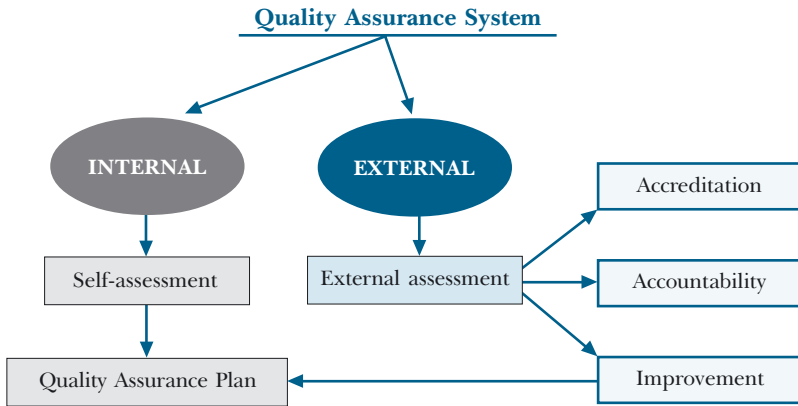 Quality Assurance System
INTERNAL
EXTERNAL
Accreditation
Self-assessment
External assessment
Accountability
Quality Assurance Plan
Improvement